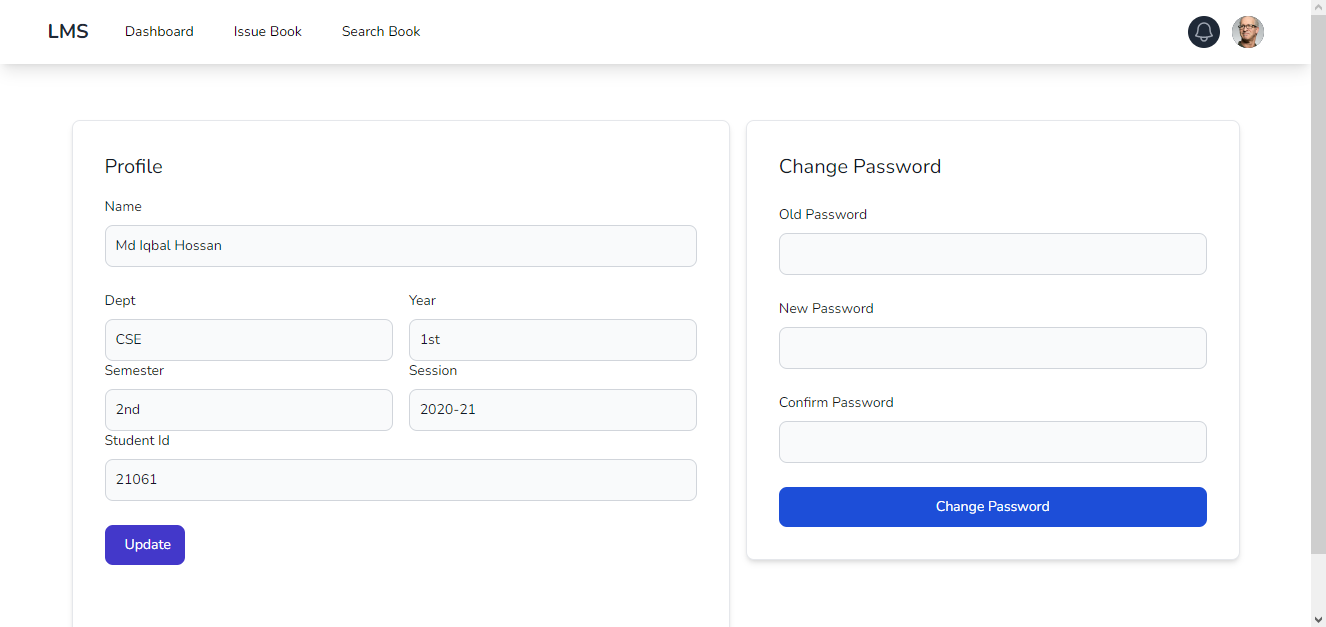 LMS Dashboard Issue Book Search Book
Profile
Name
Md Iqbal Hossan
Dept Year
CSE 1st
Semester Session
2nd 2020-21
Student Id
21061
Update
Change Password
Old Password
New Password
Confirm Password
Change Password